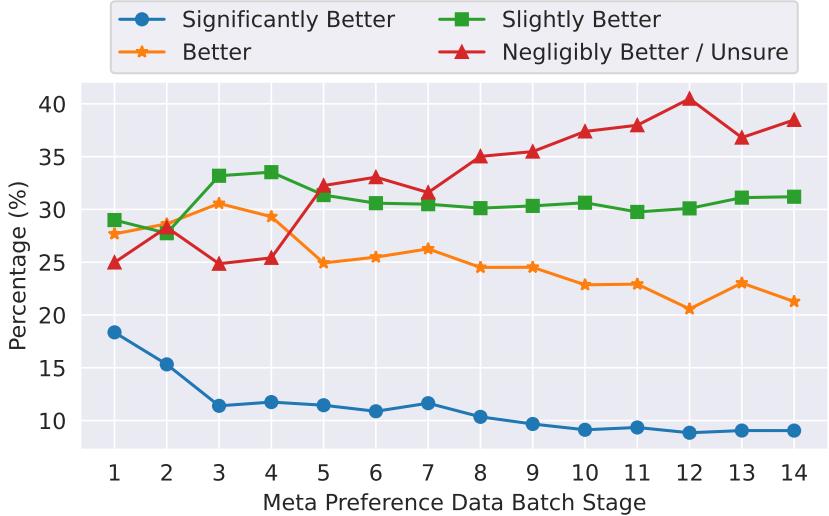 Significantly Better
Slightly Better
Better
Negligibly Better / Unsure
40
35
30
25
20
15
10
Percentage (%)
1 2 3 4 5 6 7 8 9 10 11 12 13 14
Meta Preference Data Batch Stage